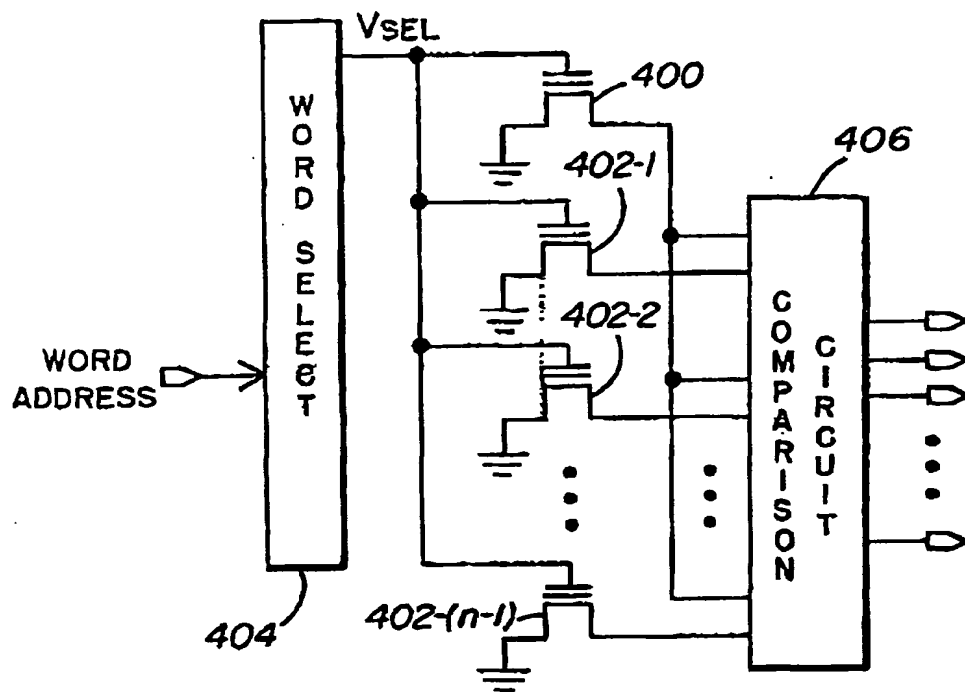 VSEL
400
WORD SELeCT
402-1
406
402-2
WORD
ADDRESS
COMPARISON
CIRCUIT
402-(n-1)
404